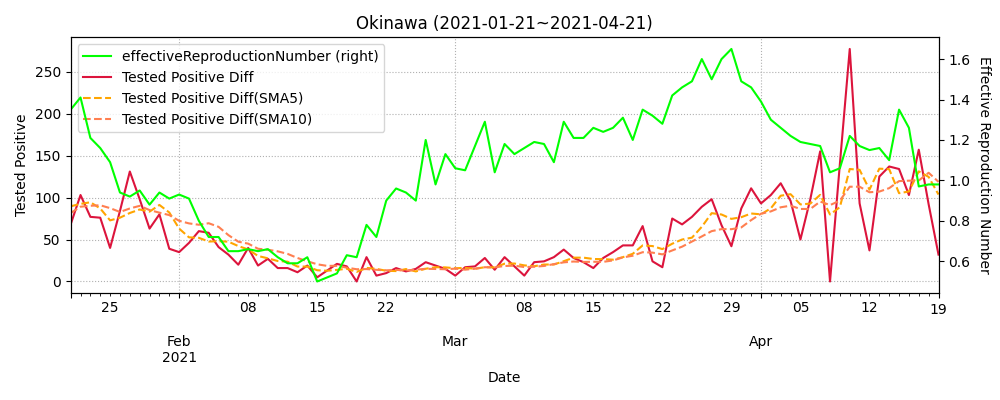 Okinawa (2021-01-21~2021-04-21)
effectiveReproductionNumber (right)
Tested Positive Diff
Tested Positive Diff(SMA5)
Tested Positive Diff(SMA10)
Tested Positive
250
200
150
100
50
0
1.6
1.4
1.2
1.0
0.8
0.6
Effective Reproduction Number
25 08 15 22 08 15 22 29 05 12 19
Feb Mar Apr
2021
Date